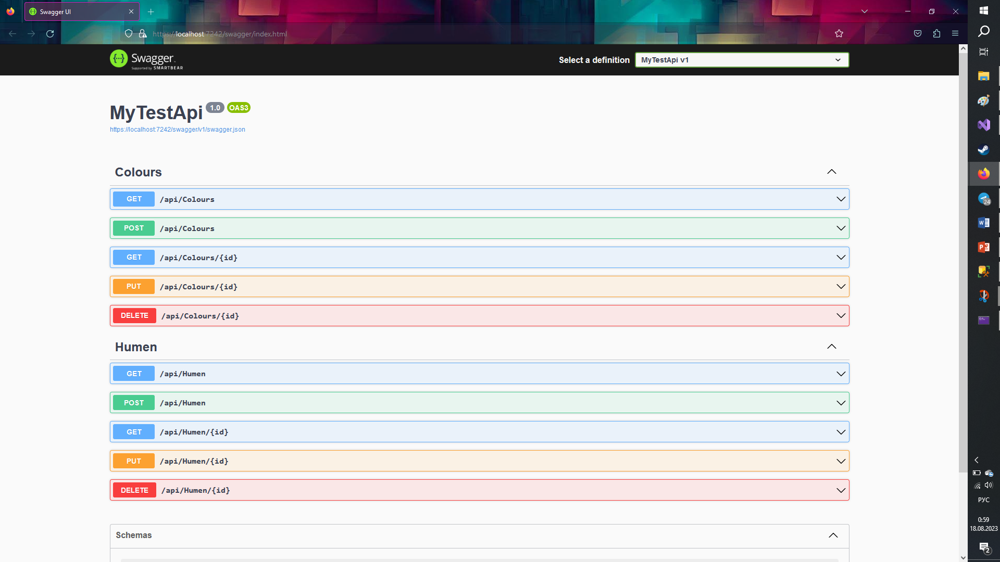 Swagger UI
https://localhost:7242/swagger/index.html
Swagger
Supported by SMARTBEAR
Select a definition
MyTestApi v1
MyTestApi 1.0 OAS3
https://localhost:7242/swagger/v1/swagger.json
Colours
GET /api/Colours
POST /api/Colours
GET /api/Colours/{id}
PUT /api/Colours/{id}
DELETE /api/Colours/{id}
Humen
GET /api/Humen
POST /api/Humen
GET /api/Humen/{id}
PUT /api/Humen/{id}
DELETE /api/Humen/{id}
Schemas
24
РУС
0:59
18.08.2023
2